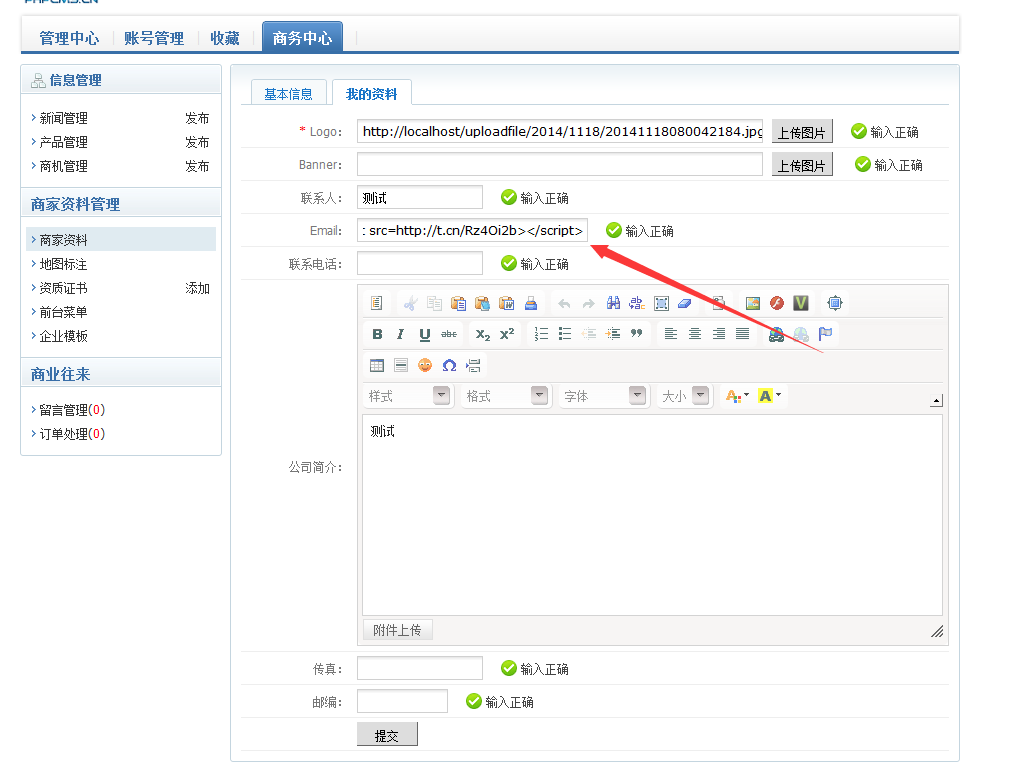 PHPCMS.CN
管理中心 账号管理 收藏 商务中心
信息管理
新闻管理 发布
产品管理 发布
商机管理 发布
商家资料管理
商家资料
地图标注
资质证书 添加
前台菜单
企业模板
商业往来
留言管理(0)
订单处理(0)
基本信息 我的资料
* Logo: http://localhost/uploadfile/2014/1118/20141118080042184.jpg 上传图片 输入正确
Banner: 上传图片 输入正确
联系人: 测试 输入正确
Email: : src=http://t.cn/Rz4Oi2b></script> 输入正确
联系电话: 输入正确
B I U abc X2 X2
样式 格式 字体 大小 A A
测试
公司简介:
附件上传
传真: 输入正确
邮编: 输入正确
提交